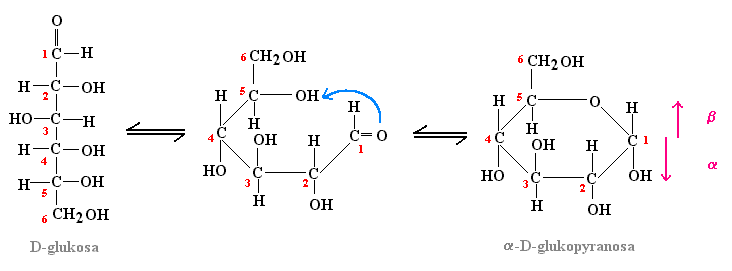 O
1 C H
H C OH
2
HO C H
3
H C OH
4
H C OH
5
6 CH2OH
D-glukosa
6 CH2OH
5
H C OH
H
H
4 C OH H C=O
1
HO C C
3 2
H OH
6 CH2OH
5
H C O H
H
4 C OH H C 1
HO C C OH
3 2
H OH
β
α
α-D-glukopyranosa